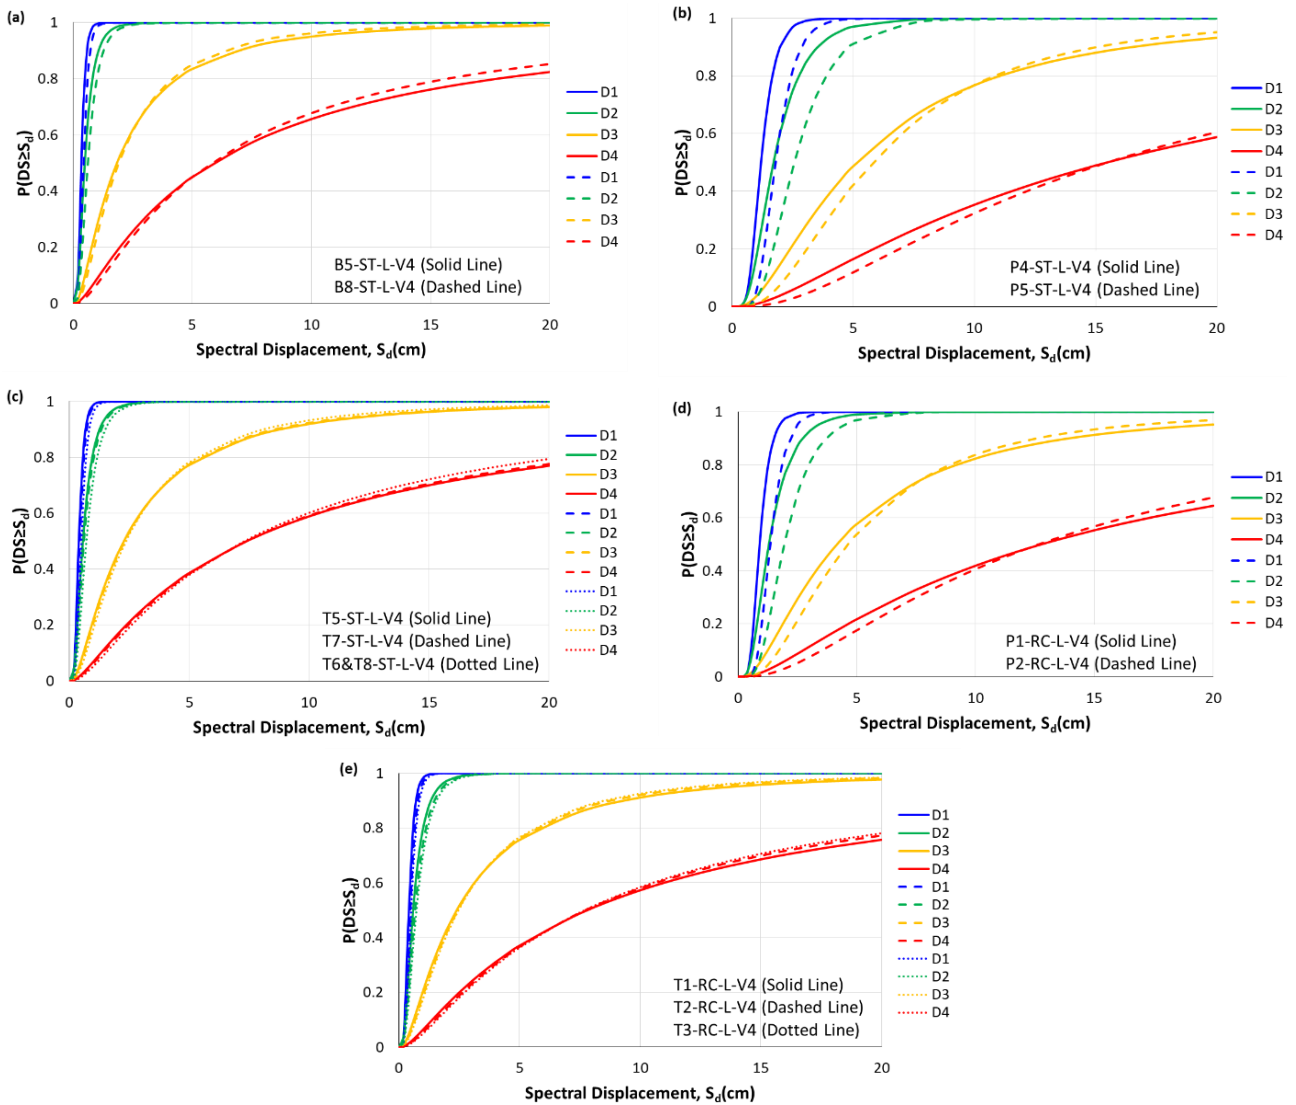 (a)
1
0.8
0.6
0.4
0.2
0
P(DS≥Sd)
0 5 10 15 20
Spectral Displacement, Sd(cm)
B5-ST-L-V4 (Solid Line)
B8-ST-L-V4 (Dashed Line)
D1
D2
D3
D4
D1
D2
D3
D4
(b)
1
0.8
0.6
0.4
0.2
0
P(DS≥Sd)
0 5 10 15 20
Spectral Displacement, Sd(cm)
P4-ST-L-V4 (Solid Line)
P5-ST-L-V4 (Dashed Line)
D1
D2
D3
D4
D1
D2
D3
D4
(c)
1
0.8
0.6
0.4
0.2
0
P(DS≥Sd)
0 5 10 15 20
Spectral Displacement, Sd(cm)
T5-ST-L-V4 (Solid Line)
T7-ST-L-V4 (Dashed Line)
T6&T8-ST-L-V4 (Dotted Line)
D1
D2
D3
D4
D1
D2
D3
D4
D1
D2
D3
D4
(d)
1
0.8
0.6
0.4
0.2
0
P(DS≥Sd)
0 5 10 15 20
Spectral Displacement, Sd(cm)
P1-RC-L-V4 (Solid Line)
P2-RC-L-V4 (Dashed Line)
D1
D2
D3
D4
D1
D2
D3
D4
(e)
1
0.8
0.6
0.4
0.2
0
P(DS≥Sd)
0 5 10 15 20
Spectral Displacement, Sd(cm)
T1-RC-L-V4 (Solid Line)
T2-RC-L-V4 (Dashed Line)
T3-RC-L-V4 (Dotted Line)
D1
D2
D3
D4
D1
D2
D3
D4
D1
D2
D3
D4